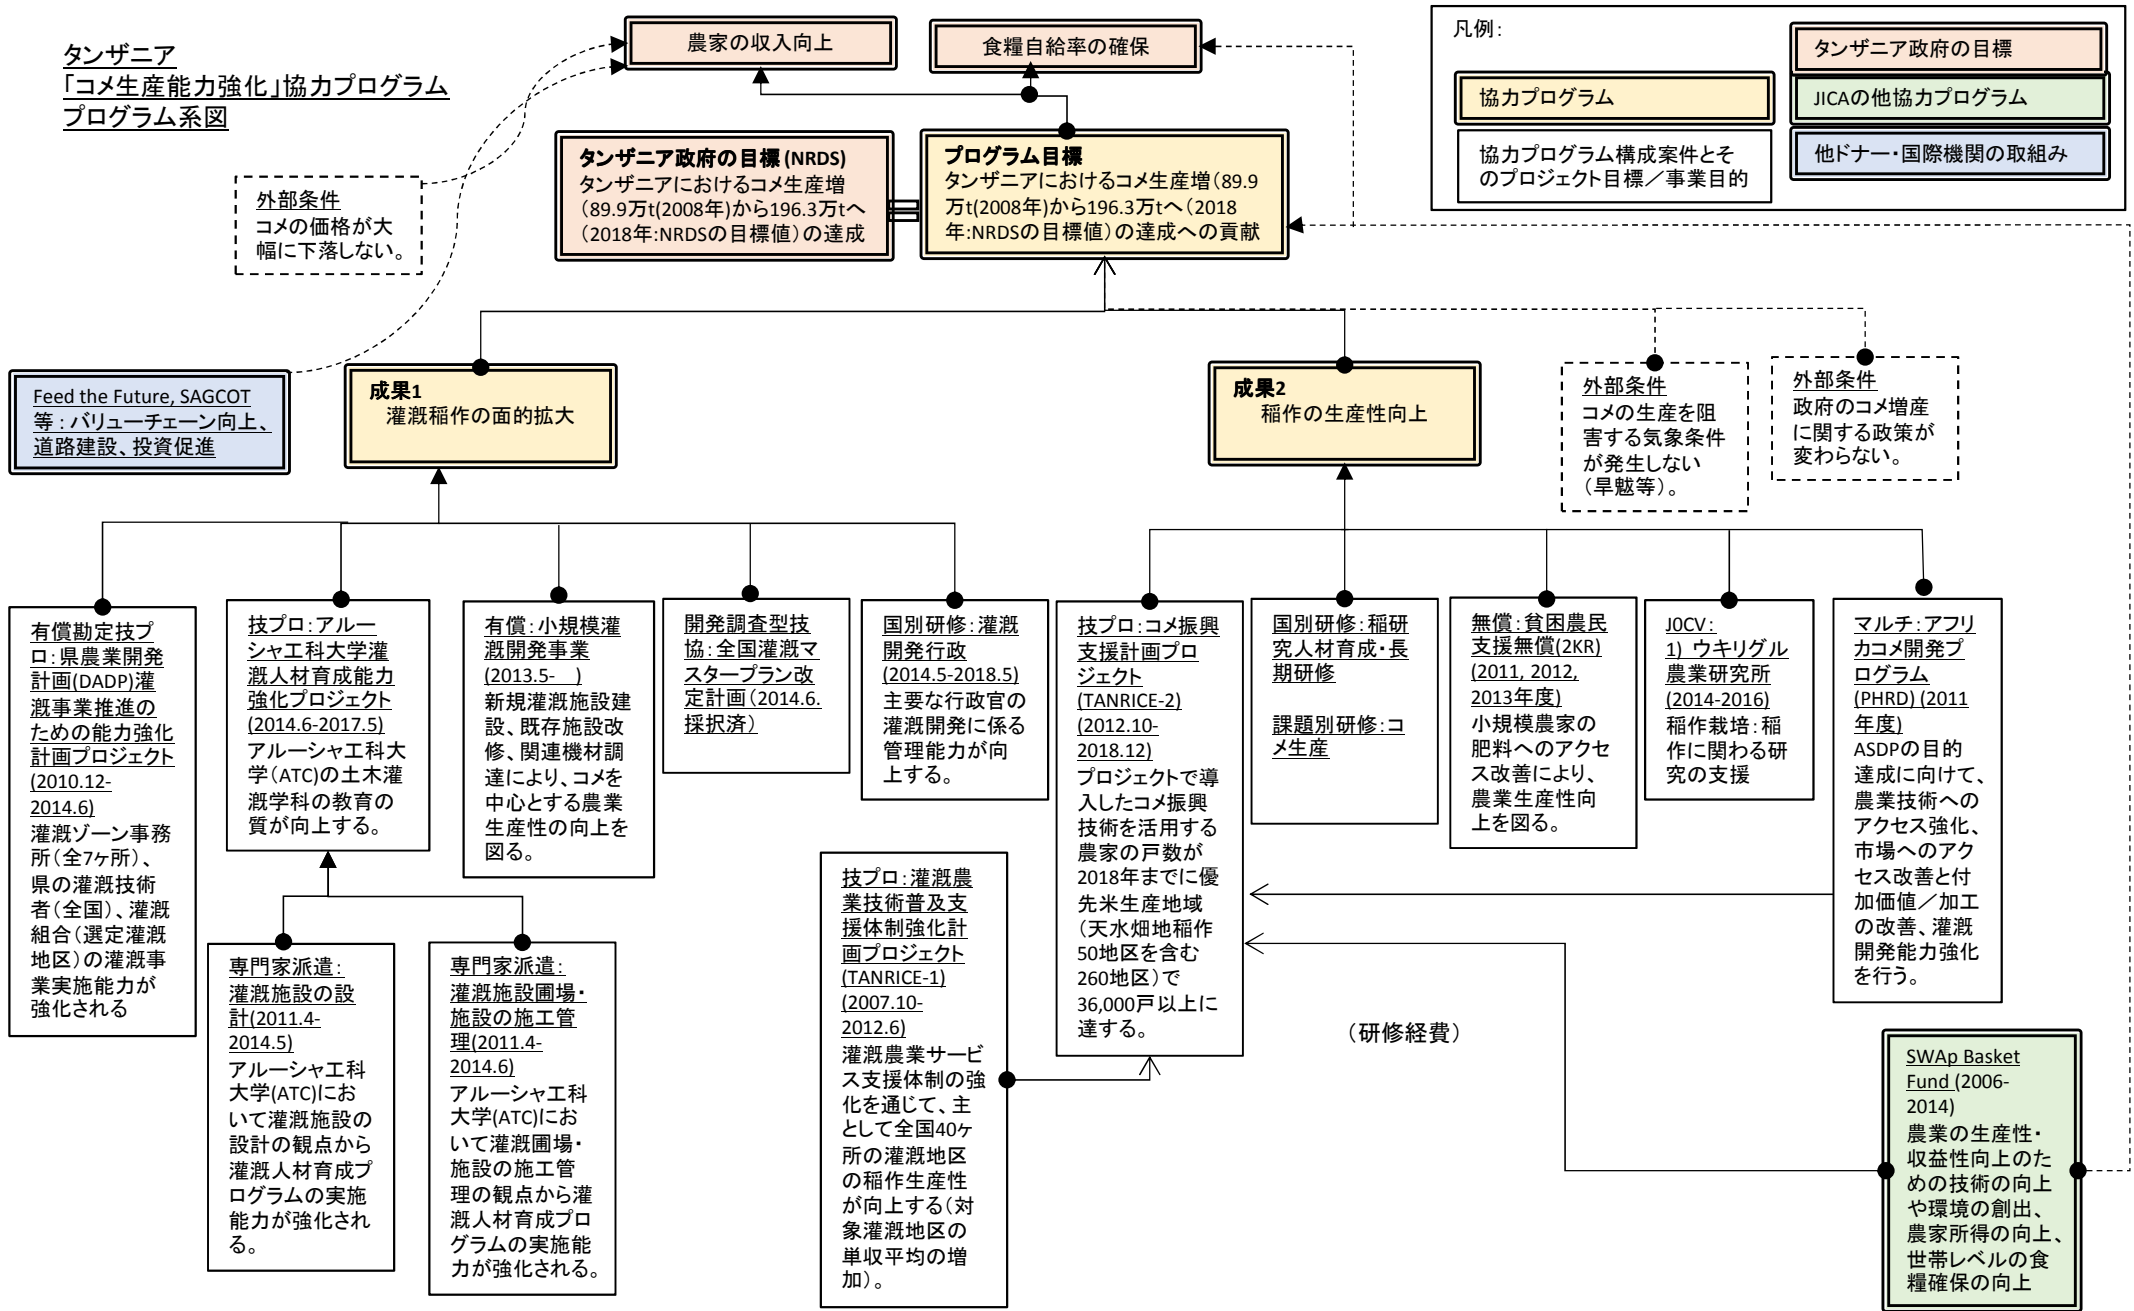 タンザニア
「コメ生産能力強化」協力プログラム
プログラム系図
農家の収入向上
食糧自給率の確保
凡例：
タンザニア政府の目標
協力プログラム
JICAの他協力プログラム
協力プログラム構成案件とそ
のプロジェクト目標／事業目的
他ドナー・国際機関の取組み
タンザニア政府の目標 (NRDS)
タンザニアにおけるコメ生産増
（89.9万t(2008年)から196.3万tへ
（2018年:NRDSの目標値）の達成
プログラム目標
タンザニアにおけるコメ生産増（89.9
万t(2008年)から196.3万tへ（2018
年:NRDSの目標値）の達成への貢献
外部条件
コメの価格が大
幅に下落しない。
Feed the Future, SAGCOT
等：バリューチェーン向上、
道路建設、投資促進
成果1
灌漑稲作の面的拡大
成果2
稲作の生産性向上
外部条件
コメの生産を阻
害する気象条件
が発生しない
（旱魃等）。
外部条件
政府のコメ増産
に関する政策が
変わらない。
有償勘定技プ
ロ：県農業開発
計画(DADP)灌
漑事業推進の
ための能力強化
計画プロジェクト
(2010.12-
2014.6)
灌漑ゾーン事務
所（全7ヶ所）、
県の灌漑技術
者（全国）、灌漑
組合（選定灌漑
地区）の灌漑事
業実施能力が
強化される
技プロ：アルー
シャ工科大学灌
漑人材育成能力
強化プロジェクト
(2014.6-2017.5)
アルーシャ工科大
学（ATC）の土木灌
漑学科の教育の
質が向上する。
有償：小規模灌
漑開発事業
(2013.5-　)
新規灌漑施設建
設、既存施設改
修、関連機材調
達により、コメを
中心とする農業
生産性の向上を
図る。
開発調査型技
協：全国灌漑マ
スタープラン改
定計画（2014.6.
採択済）
国別研修：灌漑
開発行政
(2014.5-2018.5)
主要な行政官の
灌漑開発に係る
管理能力が向
上する。
技プロ：コメ振興
支援計画プロ
ジェクト
(TANRICE-2)
(2012.10-
2018.12)
プロジェクトで導
入したコメ振興
技術を活用する
農家の戸数が
2018年までに優
先米生産地域
（天水畑地稲作
50地区を含む
260地区）で
36,000戸以上に
達する。
国別研修：稲研
究人材育成・長
期研修
課題別研修：コ
メ生産
無償：貧困農民
支援無償(2KR)
(2011, 2012,
2013年度)
小規模農家の
肥料へのアクセ
ス改善により、
農業生産性向
上を図る。
JOCV：
1) ウキリグル
農業研究所
(2014-2016)
稲作栽培：稲
作に関わる研
究の支援
マルチ：アフリ
カコメ開発プ
ログラム
(PHRD) (2011
年度)
ASDPの目的
達成に向けて、
農業技術への
アクセス強化、
市場へのアク
セス改善と付
加価値／加工
の改善、灌漑
開発能力強化
を行う。
専門家派遣：
灌漑施設の設
計(2011.4-
2014.5)
アルーシャ工科
大学(ATC)にお
いて灌漑施設の
設計の観点から
灌漑人材育成プ
ログラムの実施
能力が強化され
る。
専門家派遣：
灌漑施設圃場・
施設の施工管
理(2011.4-
2014.6)
アルーシャ工科
大学(ATC)にお
いて灌漑圃場・
施設の施工管
理の観点から灌
漑人材育成プロ
グラムの実施能
力が強化される。
技プロ：灌漑農
業技術普及支
援体制強化計
画プロジェクト
(TANRICE-1)
(2007.10-
2012.6)
灌漑農業サービ
ス支援体制の強
化を通じて、主
として全国40ヶ
所の灌漑地区
の稲作生産性
が向上する（対
象灌漑地区の
単収平均の増
加）。
（研修経費）
SWAp Basket
Fund (2006-
2014)
農業の生産性・
収益性向上のた
めの技術の向上
や環境の創出、
農家所得の向上、
世帯レベルの食
糧確保の向上